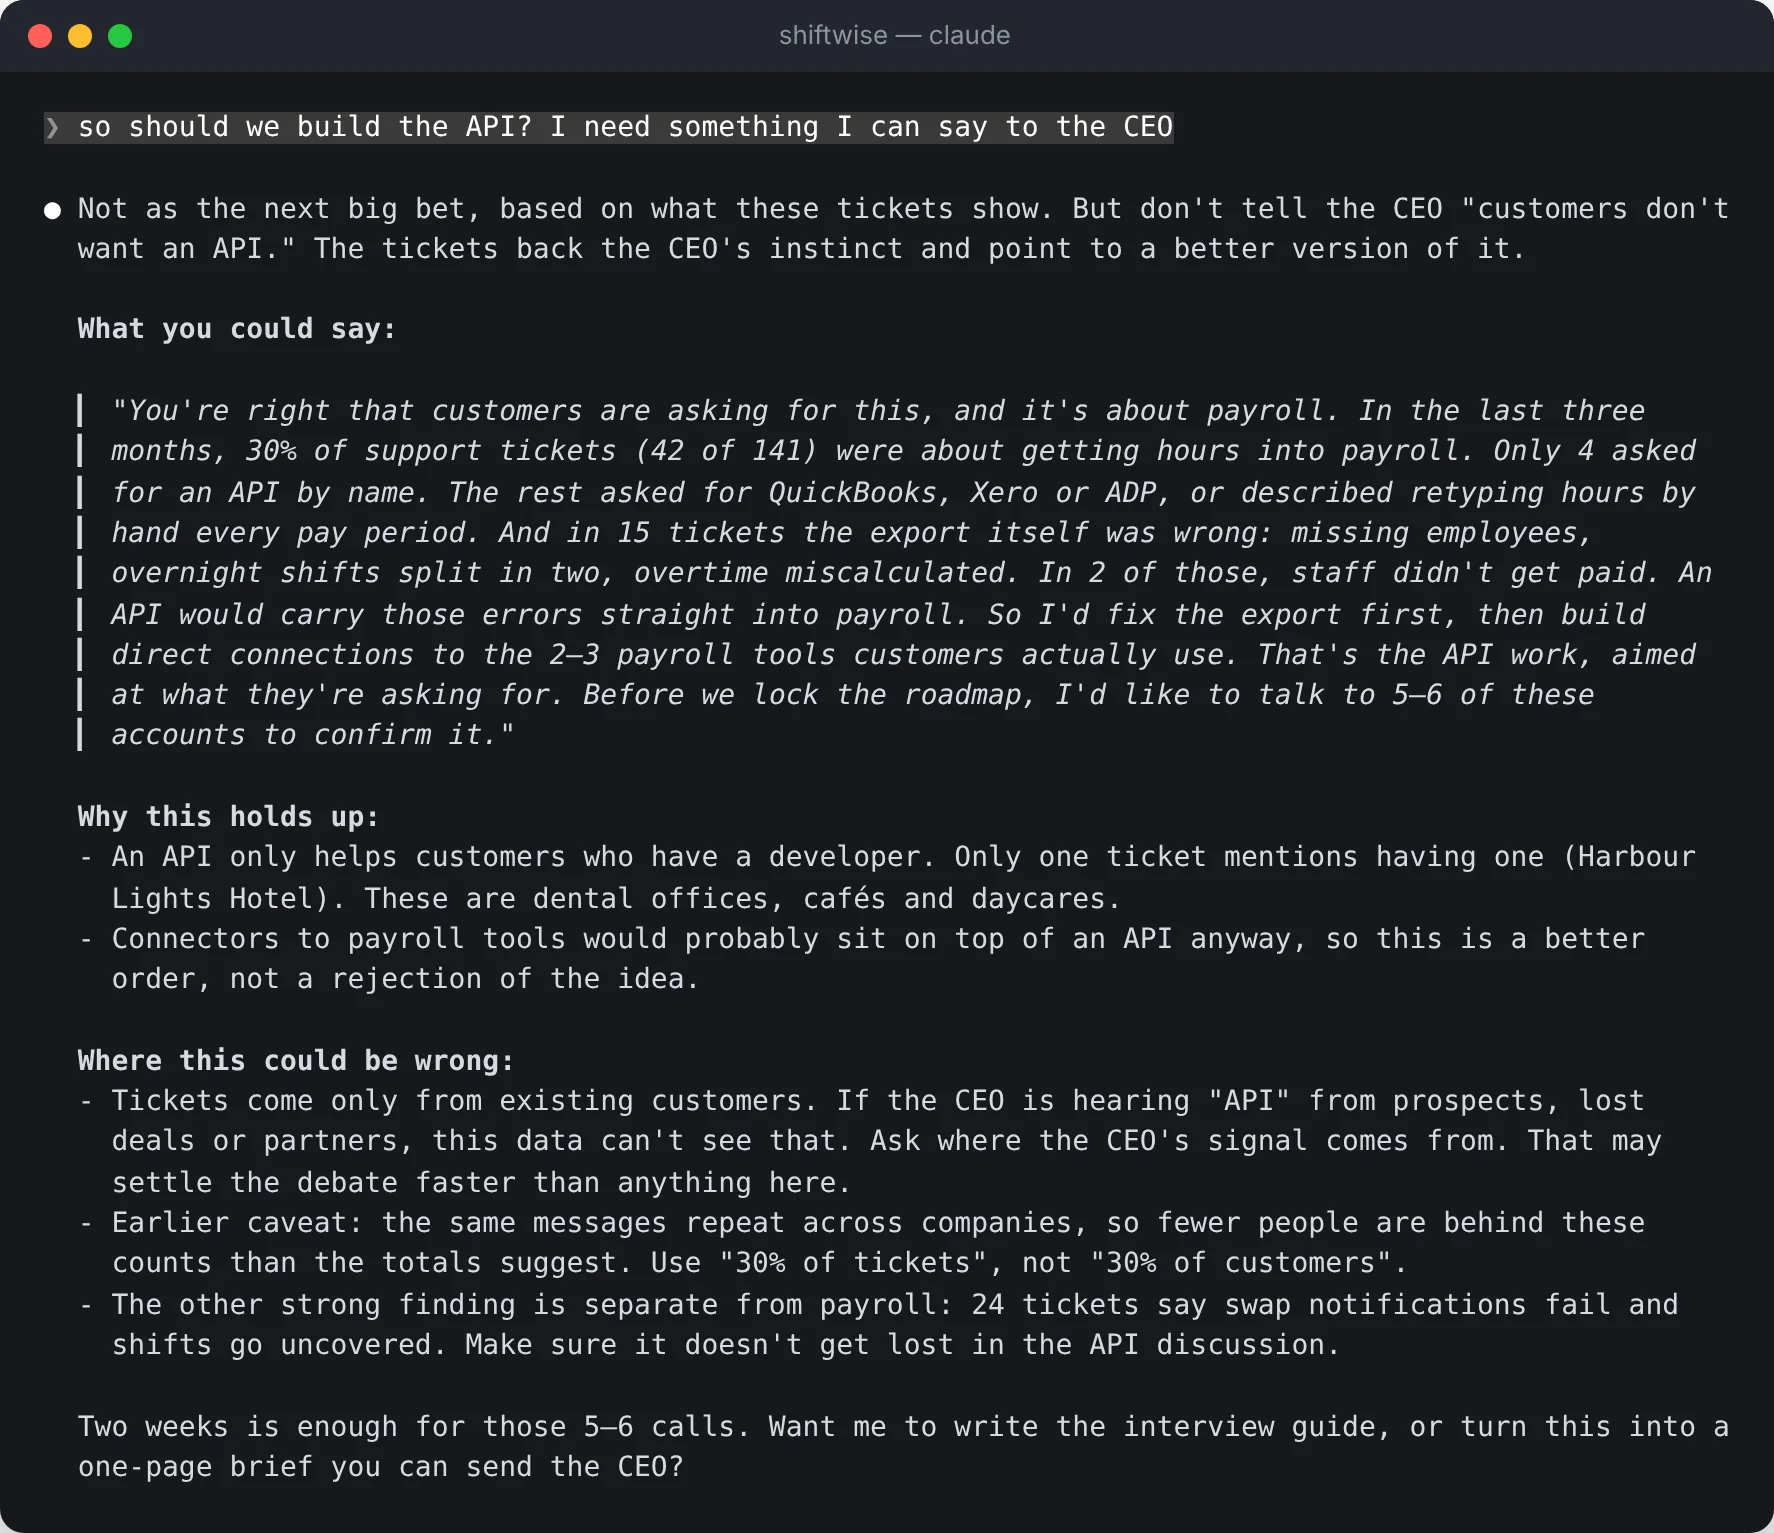 shiftwise — claude
❯ so should we build the API? I need something I can say to the CEO
● Not as the next big bet, based on what these tickets show. But don't tell the CEO "customers don't
want an API." The tickets back the CEO's instinct and point to a better version of it.
What you could say:
"You're right that customers are asking for this, and it's about payroll. In the last three
months, 30% of support tickets (42 of 141) were about getting hours into payroll. Only 4 asked
for an API by name. The rest asked for QuickBooks, Xero or ADP, or described retyping hours by
hand every pay period. And in 15 tickets the export itself was wrong: missing employees,
overnight shifts split in two, overtime miscalculated. In 2 of those, staff didn't get paid. An
API would carry those errors straight into payroll. So I'd fix the export first, then build
direct connections to the 2–3 payroll tools customers actually use. That's the API work, aimed
at what they're asking for. Before we lock the roadmap, I'd like to talk to 5–6 of these
accounts to confirm it."
Why this holds up:
- An API only helps customers who have a developer. Only one ticket mentions having one (Harbour
Lights Hotel). These are dental offices, cafés and daycares.
- Connectors to payroll tools would probably sit on top of an API anyway, so this is a better
order, not a rejection of the idea.
Where this could be wrong:
- Tickets come only from existing customers. If the CEO is hearing "API" from prospects, lost
deals or partners, this data can't see that. Ask where the CEO's signal comes from. That may
settle the debate faster than anything here.
- Earlier caveat: the same messages repeat across companies, so fewer people are behind these
counts than the totals suggest. Use "30% of tickets", not "30% of customers".
- The other strong finding is separate from payroll: 24 tickets say swap notifications fail and
shifts go uncovered. Make sure it doesn't get lost in the API discussion.
Two weeks is enough for those 5–6 calls. Want me to write the interview guide, or turn this into a
one-page brief you can send the CEO?